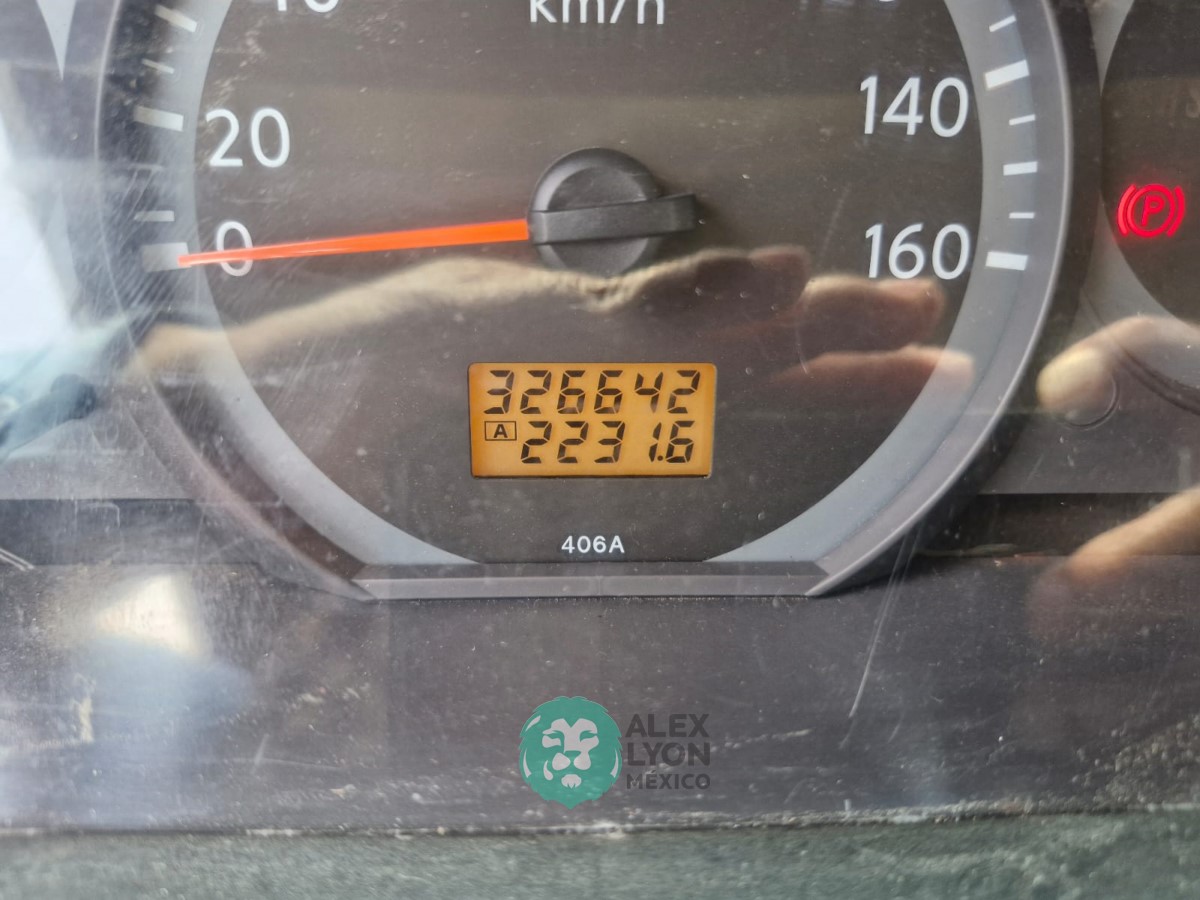 km/h
20
140
0
160
P
326642
A 2231.6
406A
ALEX
LYON
MÉXICO